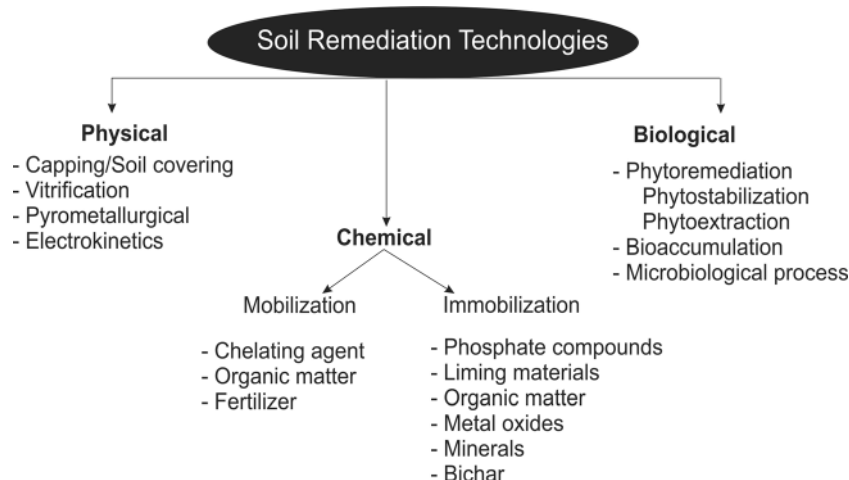 Soil Remediation Technologies
Physical
- Capping/Soil covering
- Vitrification
- Pyrometallurgical
- Electrokinetics
Chemical
Mobilization
- Chelating agent
- Organic matter
- Fertilizer
Immobilization
- Phosphate compounds
- Liming materials
- Organic matter
- Metal oxides
- Minerals
- Bichar
Biological
- Phytoremediation
Phytostabilization
Phytoextraction
- Bioaccumulation
- Microbiological process